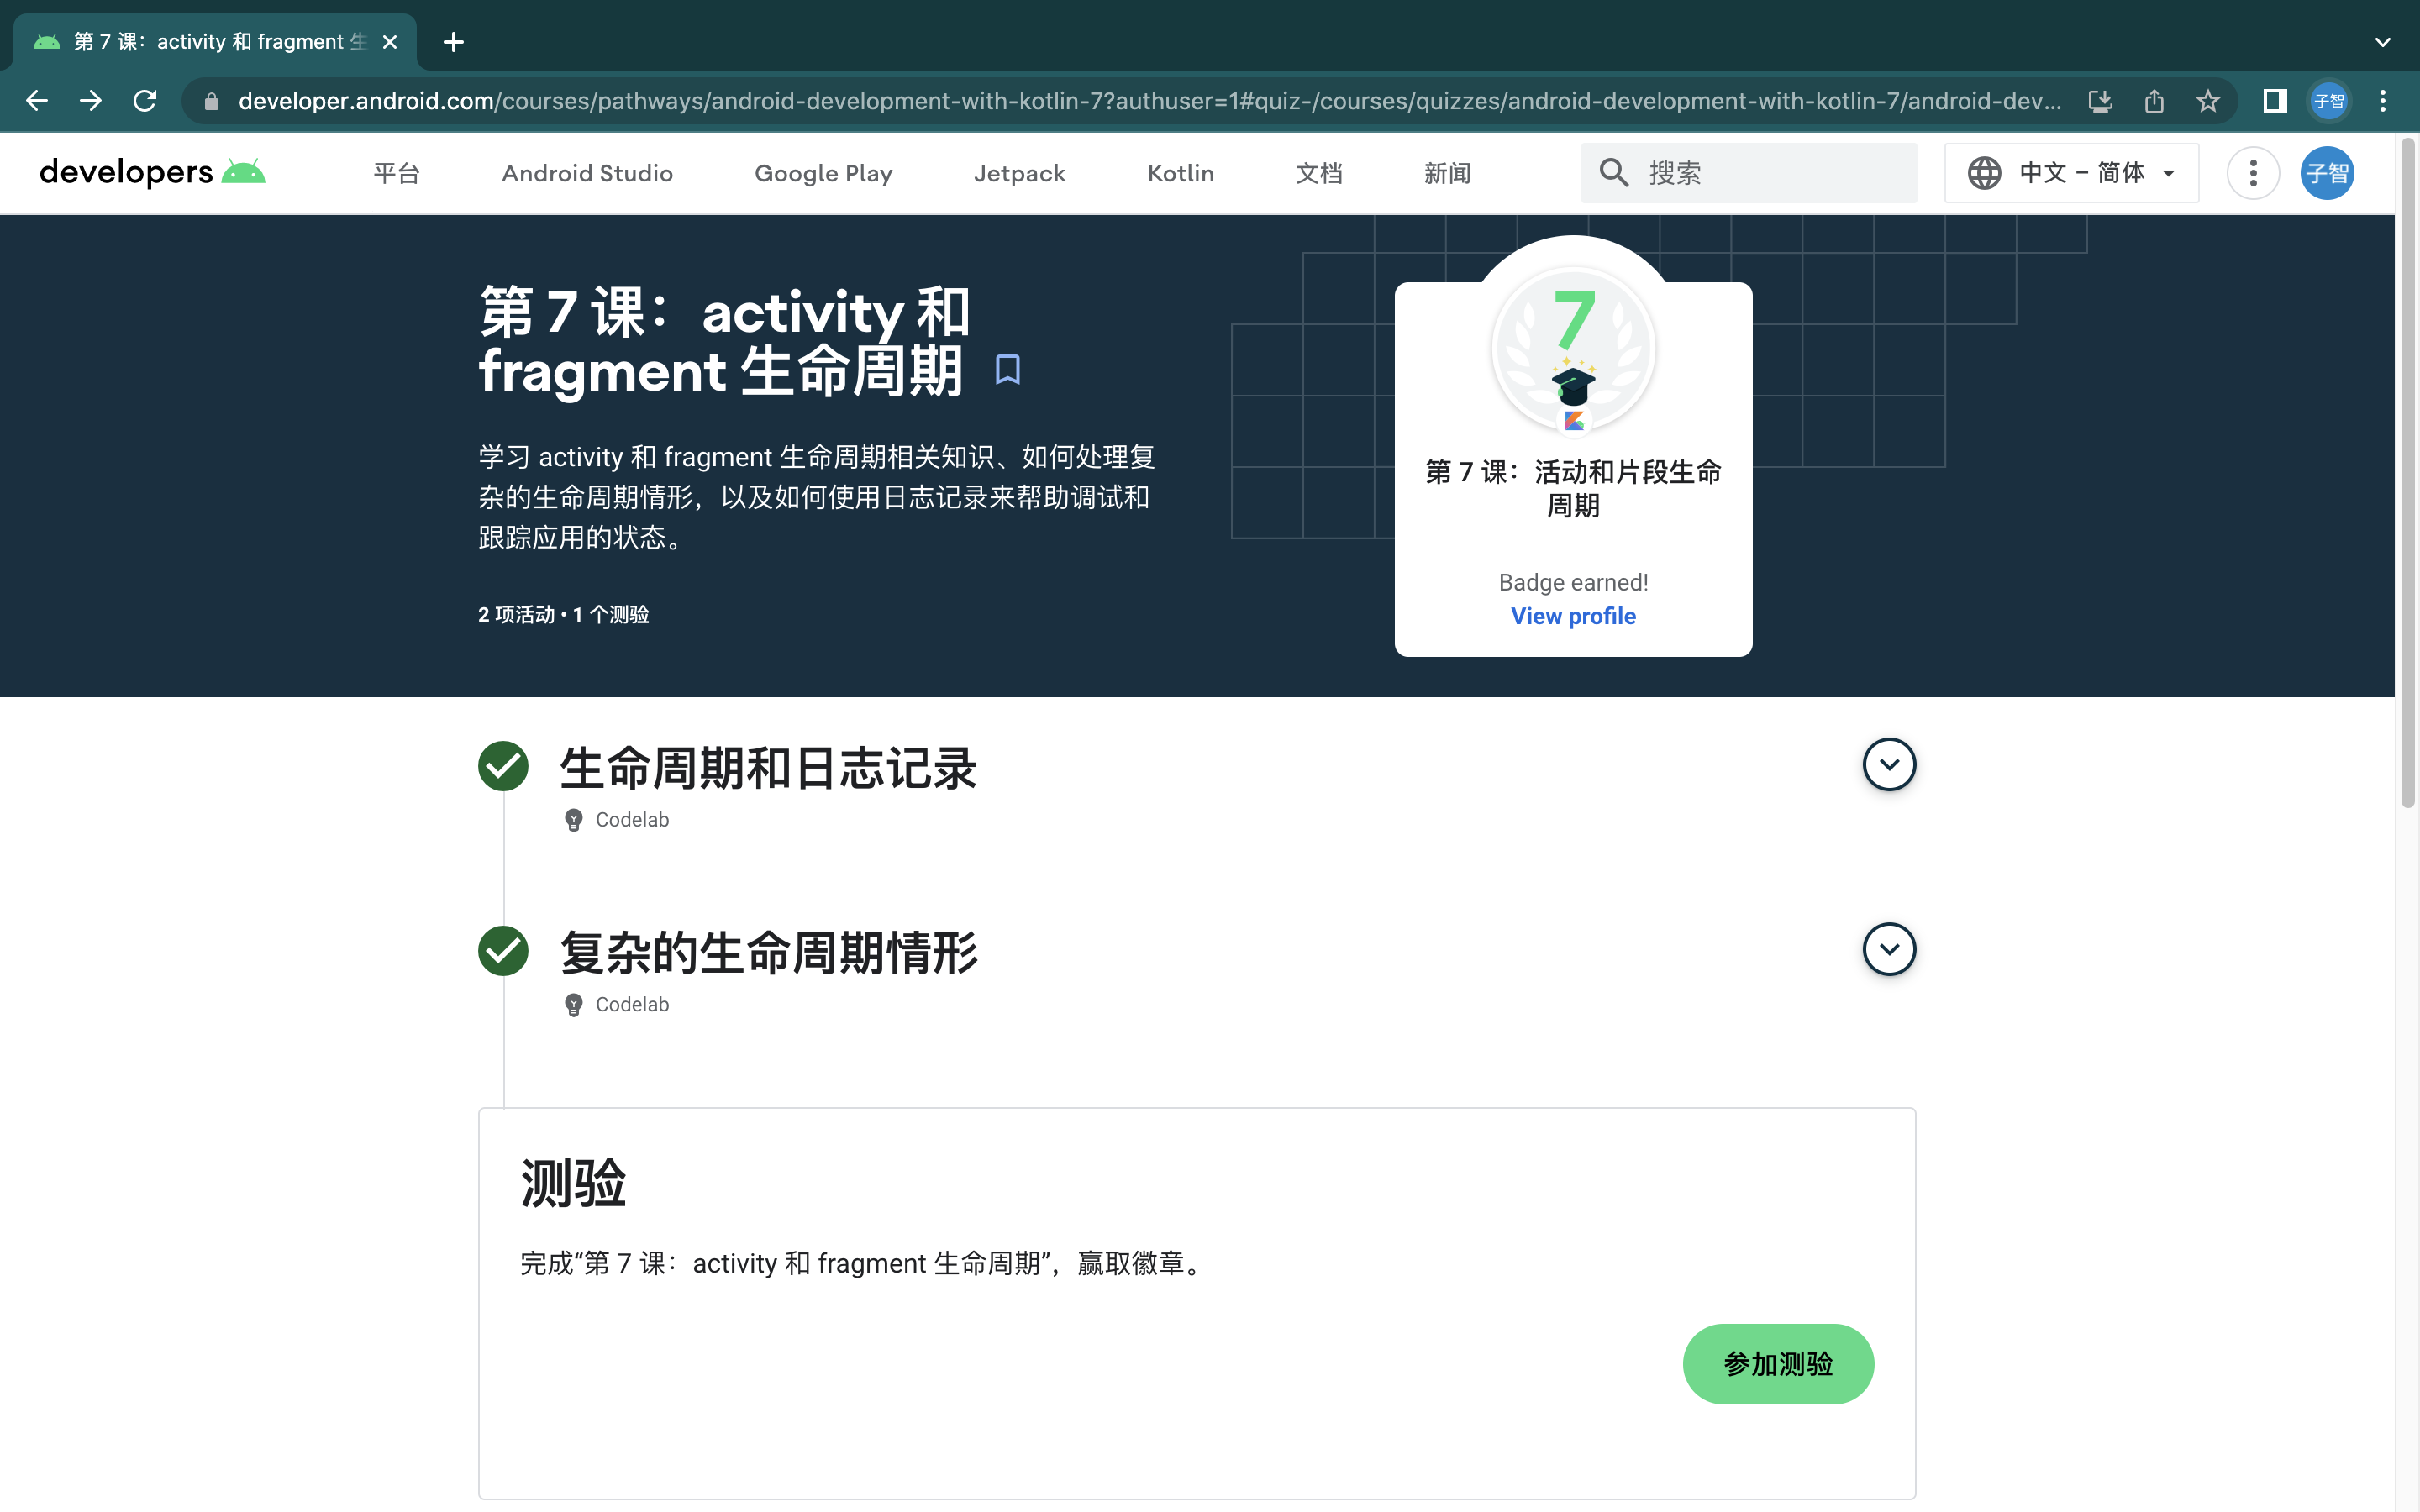 第 7 课：activity 和 fragment 生
developer.android.com/courses/pathways/android-development-with-kotlin-7?authuser=1#quiz-/courses/quizzes/android-development-with-kotlin-7/android-dev...
子智
developers
平台
Android Studio
Google Play
Jetpack
Kotlin
文档
新闻
搜索
中文 – 简体
子智
第 7 课：activity 和
fragment 生命周期
学习 activity 和 fragment 生命周期相关知识、如何处理复
杂的生命周期情形，以及如何使用日志记录来帮助调试和
跟踪应用的状态。
2 项活动 • 1 个测验
7
第 7 课：活动和片段生命
周期
Badge earned!
View profile
生命周期和日志记录
Codelab
复杂的生命周期情形
Codelab
测验
完成“第 7 课：activity 和 fragment 生命周期”，赢取徽章。
参加测验